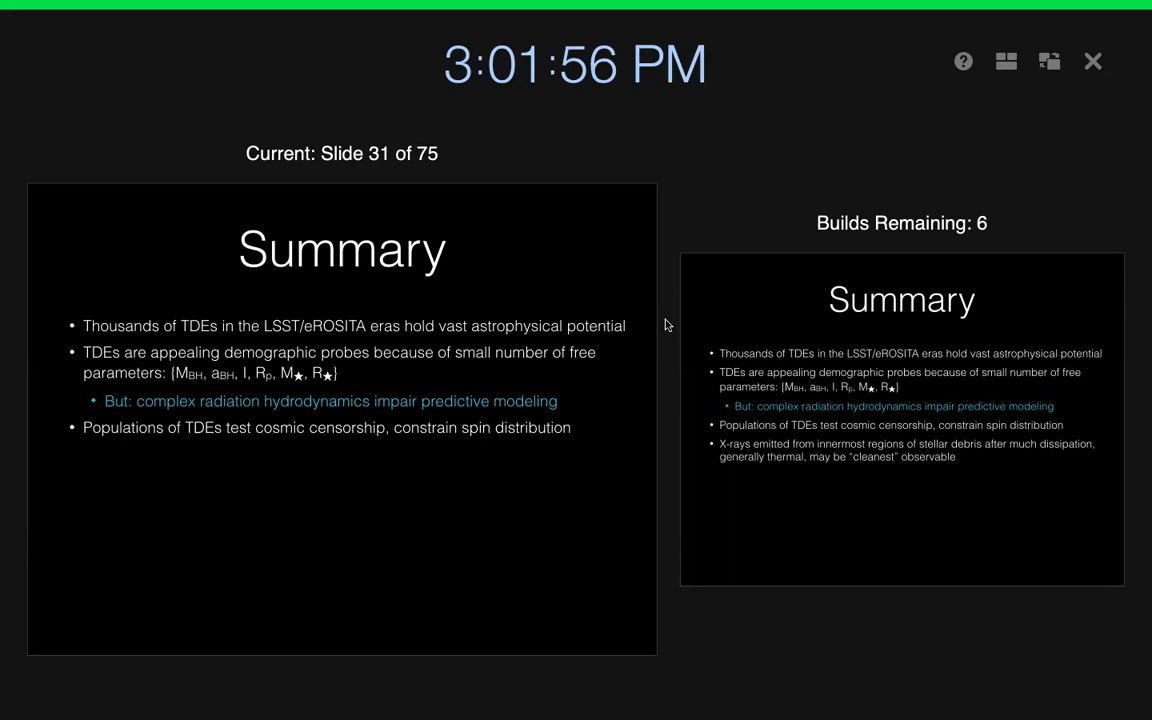 3:01:56 PM
Current: Slide 31 of 75
Summary
• Thousands of TDEs in the LSST/eROSITA eras hold vast astrophysical potential
• TDEs are appealing demographic probes because of small number of free
parameters: {MBH, aBH, I, Rp, M★, R★}
• But: complex radiation hydrodynamics impair predictive modeling
• Populations of TDEs test cosmic censorship, constrain spin distribution
Builds Remaining: 6
Summary
• Thousands of TDEs in the LSST/eROSITA eras hold vast astrophysical potential
• TDEs are appealing demographic probes because of small number of free
parameters: {MBH, aBH, I, Rp, M★, R★}
• But: complex radiation hydrodynamics impair predictive modeling
• Populations of TDEs test cosmic censorship, constrain spin distribution
• X-rays emitted from innermost regions of stellar debris after much dissipation,
generally thermal, may be “cleanest” observable